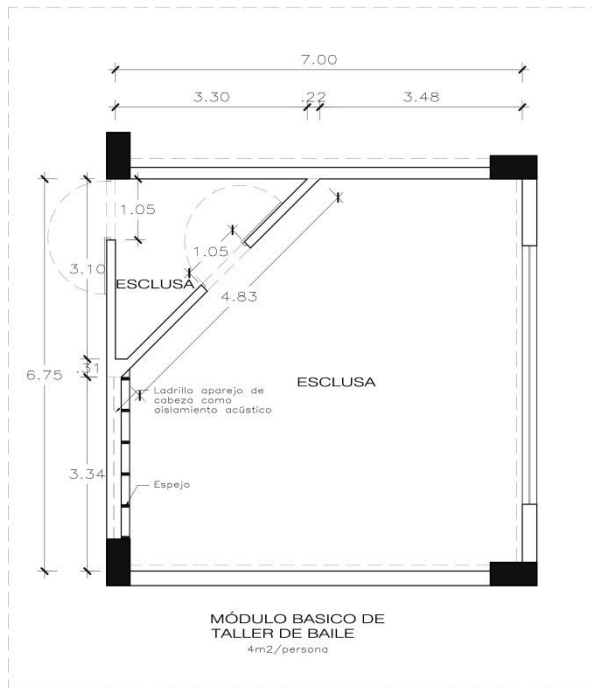 7.00
3.30
.22
3.48
1.05
1.05
3.10
ESCLUSA
4.83
.31
6.75
ESCLUSA
Ladrillo aparejo de
cabeza como
aislamiento acústico
3.34
Espejo
MÓDULO BASICO DE
TALLER DE BAILE
4m2/persona